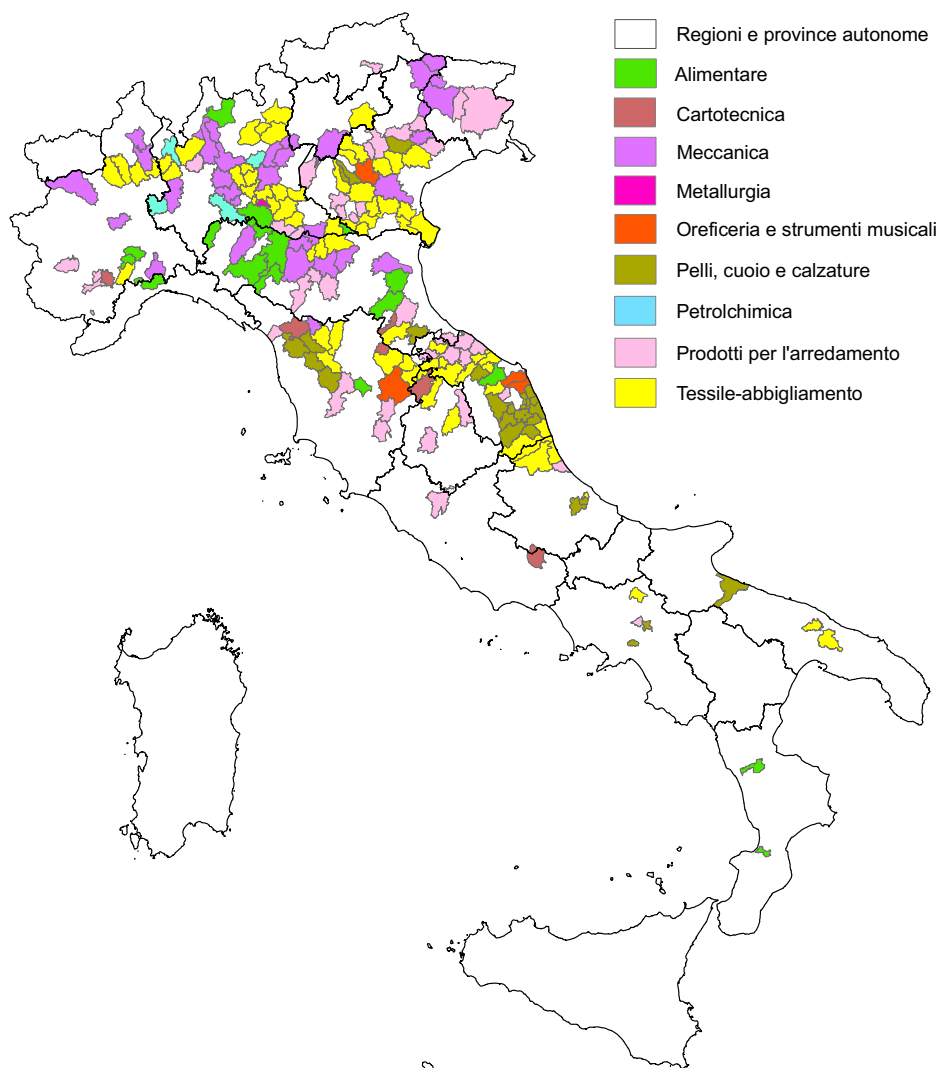 Regioni e province autonome
Alimentare
Cartotecnica
Meccanica
Metallurgia
Oreficeria e strumenti musicali
Pelli, cuoio e calzature
Petrolchimica
Prodotti per l'arredamento
Tessile-abbigliamento